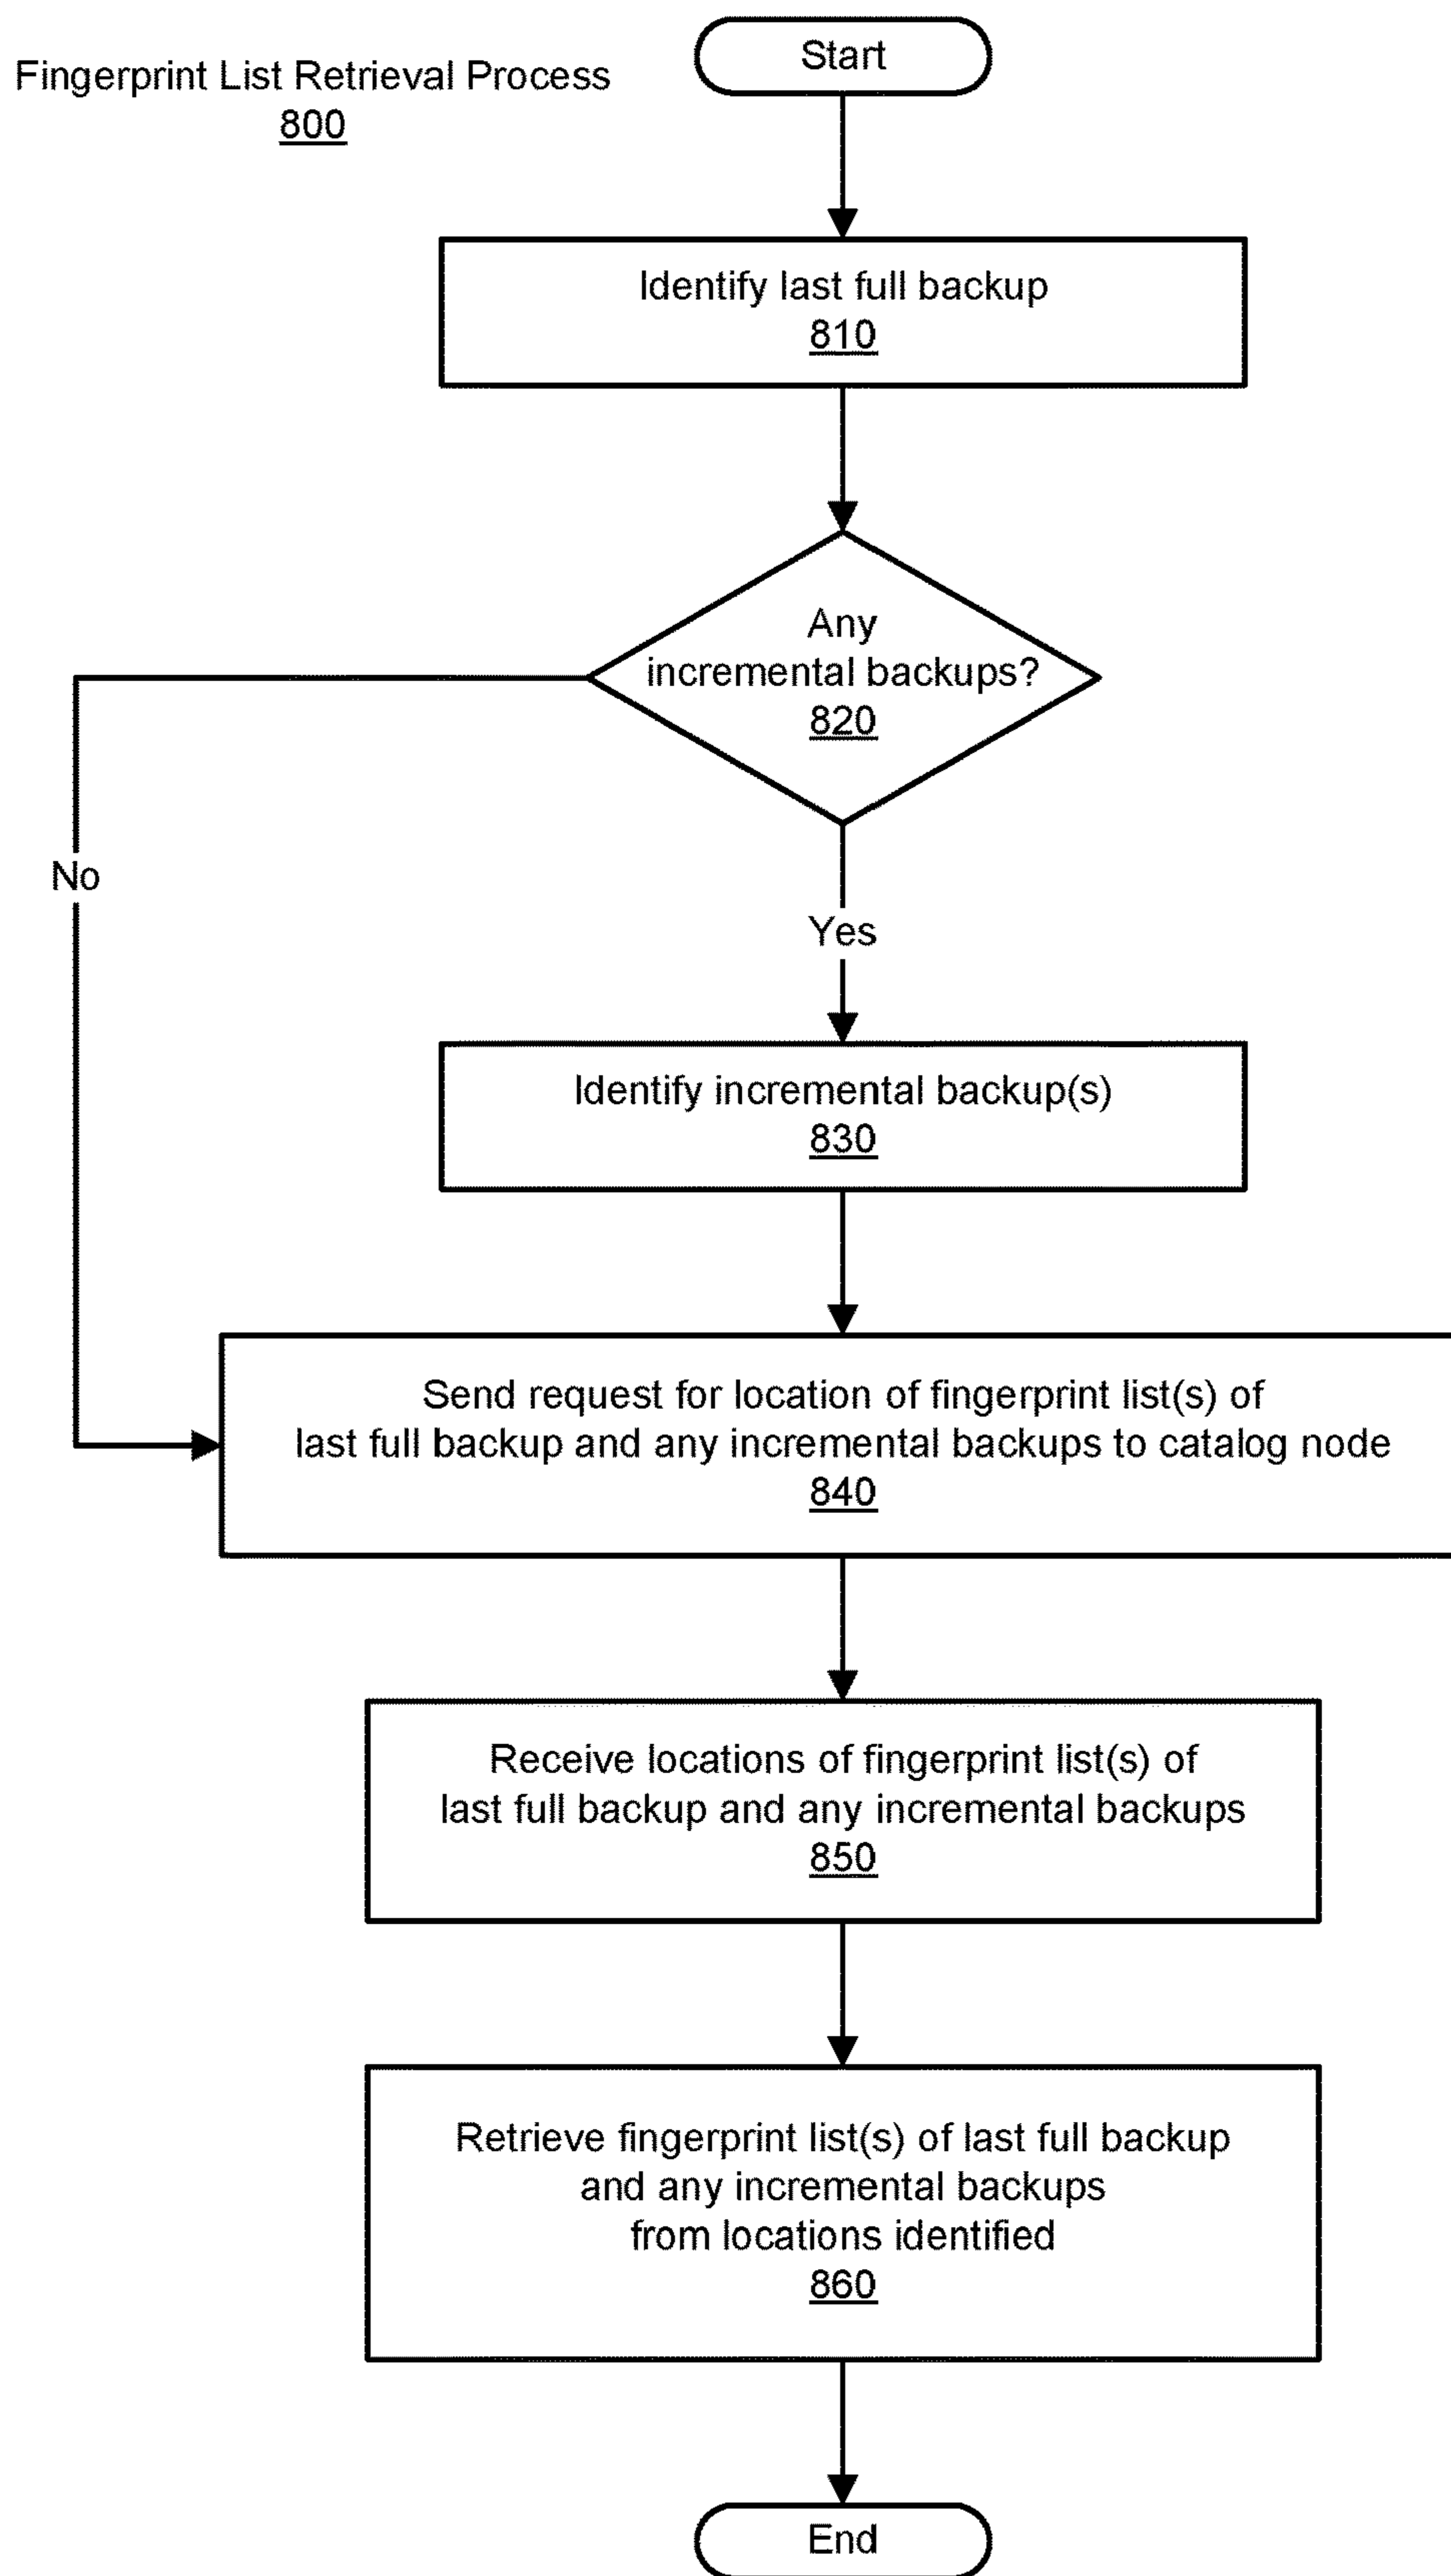 Fingerprint List Retrieval Process
800
Start
Identify last full backup
810
Any
incremental backups?
820
No
Yes
Identify incremental backup(s)
830
Send request for location of fingerprint list(s) of
last full backup and any incremental backups to catalog node
840
Receive locations of fingerprint list(s) of
last full backup and any incremental backups
850
Retrieve fingerprint list(s) of last full backup
and any incremental backups
from locations identified
860
End